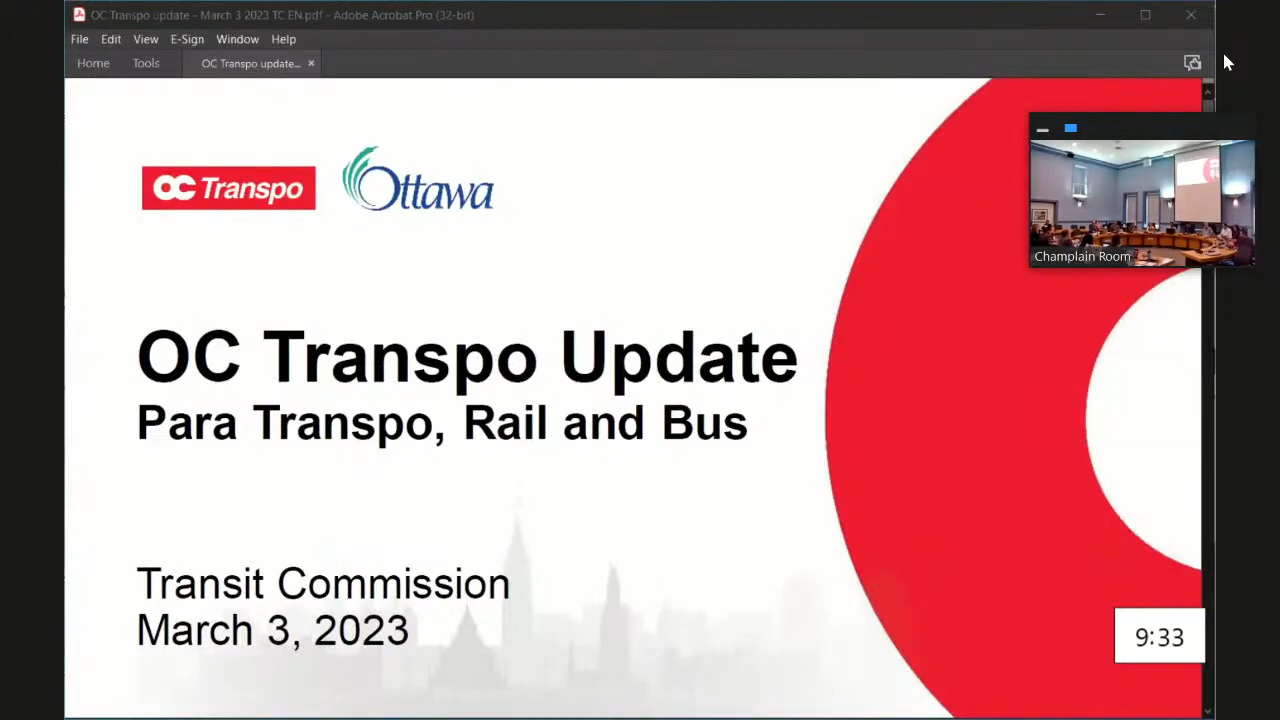 OC Transpo update - March 3 2023 TC EN.pdf - Adobe Acrobat Pro (32-bit)
File Edit View E-Sign Window Help
Home Tools OC Transpo update... ×
OC Transpo Ottawa
Champlain Room
OC Transpo Update
Para Transpo, Rail and Bus
Transit Commission
March 3, 2023
9:33